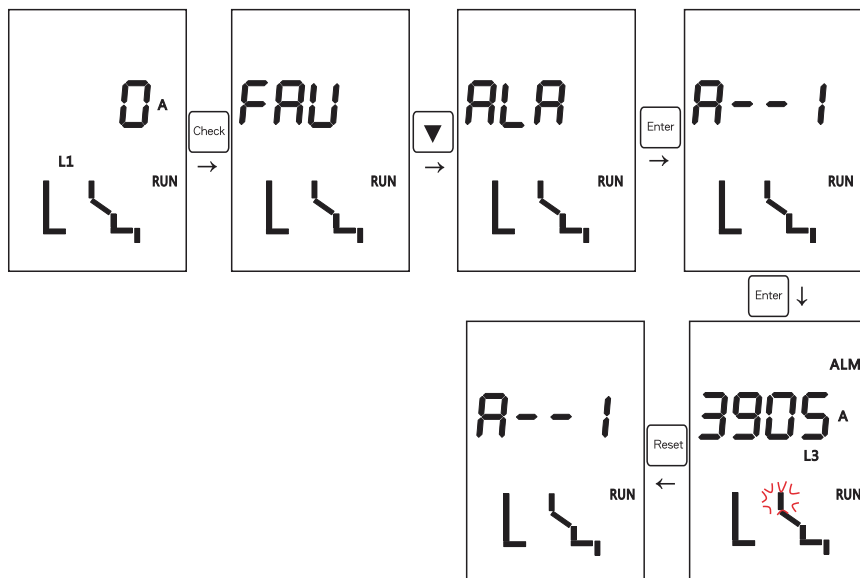 0 A
L1
RUN
Check
→
FAU
RUN
▼
→
ALA
RUN
Enter
→
A--1
RUN
Enter ↓
ALM
3905 A
L3
RUN
Reset
←
A--1
RUN